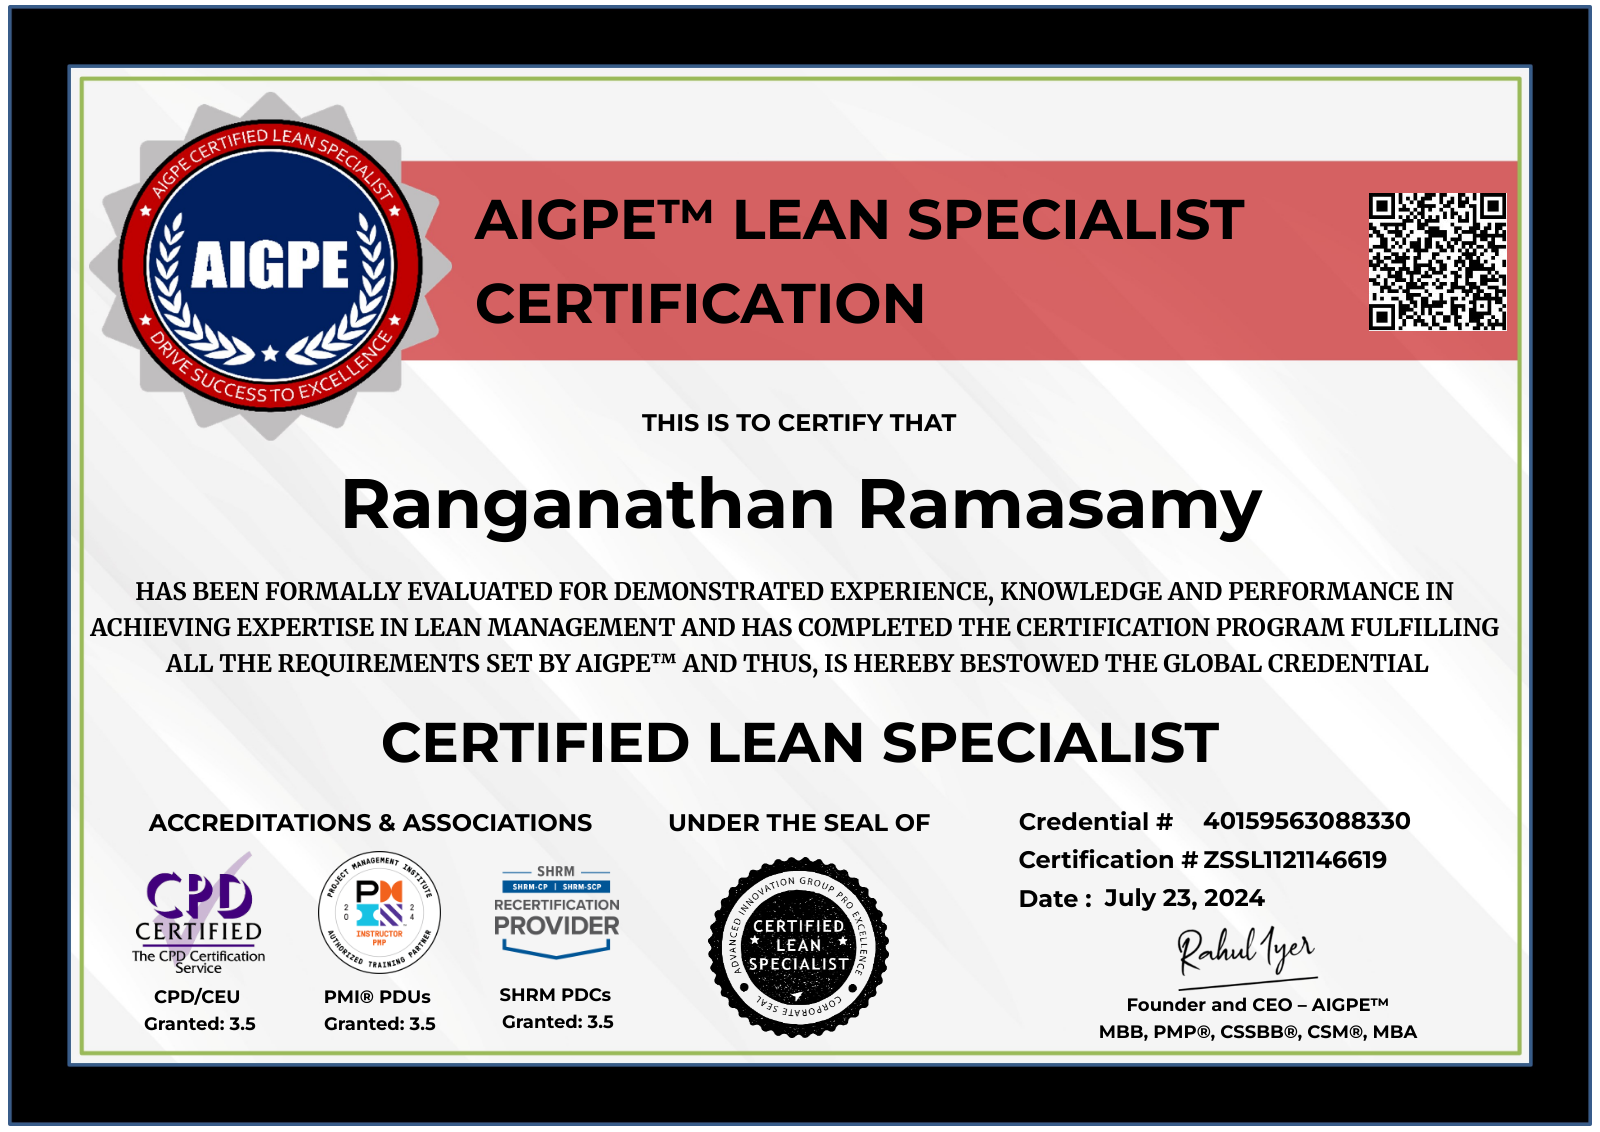 AIGPE CERTIFIED LEAN SPECIALIST
AIGPE
DRIVE SUCCESS TO EXCELLENCE
AIGPE™ LEAN SPECIALIST
CERTIFICATION
THIS IS TO CERTIFY THAT
Ranganathan Ramasamy
HAS BEEN FORMALLY EVALUATED FOR DEMONSTRATED EXPERIENCE, KNOWLEDGE AND PERFORMANCE IN
ACHIEVING EXPERTISE IN LEAN MANAGEMENT AND HAS COMPLETED THE CERTIFICATION PROGRAM FULFILLING
ALL THE REQUIREMENTS SET BY AIGPE™ AND THUS, IS HEREBY BESTOWED THE GLOBAL CREDENTIAL
CERTIFIED LEAN SPECIALIST
ACCREDITATIONS & ASSOCIATIONS
CPD
CERTIFIED
The CPD Certification
Service
CPD/CEU
Granted: 3.5
PROJECT MANAGEMENT INSTITUTE
PMI
20 24
INSTRUCTOR
PMP
AUTHORIZED TRAINING PARTNER
PMI® PDUs
Granted: 3.5
SHRM
SHRM-CP | SHRM-SCP
RECERTIFICATION
PROVIDER
SHRM PDCs
Granted: 3.5
UNDER THE SEAL OF
ADVANCED INNOVATION GROUP PRO EXCELLENCE
CERTIFIED
LEAN
SPECIALIST
CORPORATE SEAL
Credential # 40159563088330
Certification # ZSSL1121146619
Date : July 23, 2024
Rahul Iyer
Founder and CEO – AIGPE™
MBB, PMP®, CSSBB®, CSM®, MBA